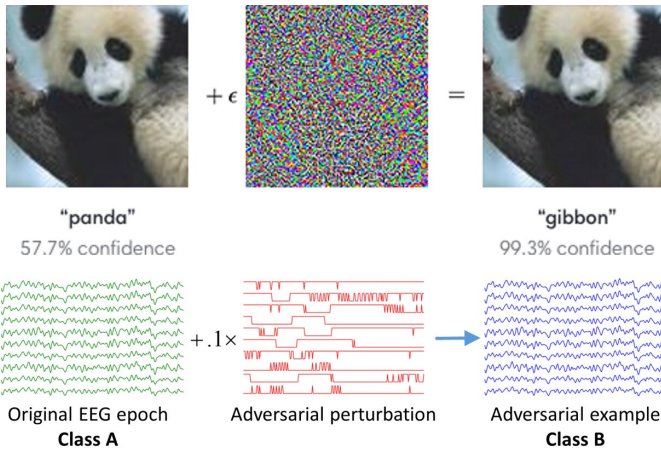 + ϵ
=
“panda”
“gibbon”
57.7% confidence
99.3% confidence
+.1×
Original EEG epoch
Adversarial perturbation
Adversarial example
Class A
Class B